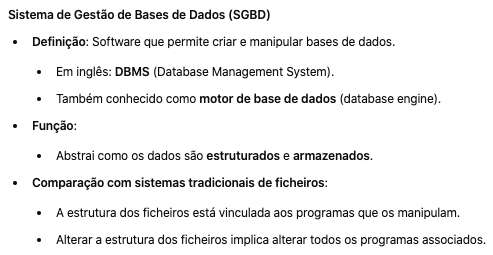 Sistema de Gestão de Bases de Dados (SGBD)
• Definição: Software que permite criar e manipular bases de dados.
• Em inglês: DBMS (Database Management System).
• Também conhecido como motor de base de dados (database engine).
• Função:
• Abstrai como os dados são estruturados e armazenados.
• Comparação com sistemas tradicionais de ficheiros:
• A estrutura dos ficheiros está vinculada aos programas que os manipulam.
• Alterar a estrutura dos ficheiros implica alterar todos os programas associados.